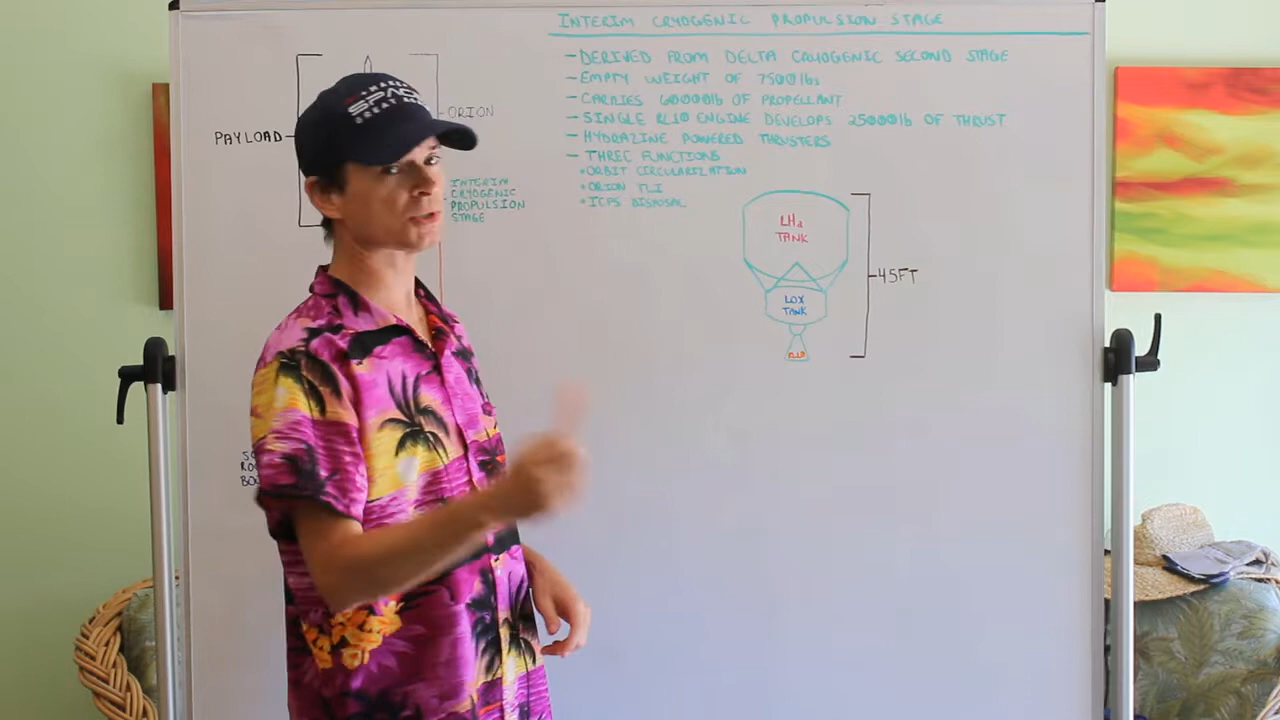 INTERIM CRYOGENIC PROPULSION STAGE
- DERIVED FROM DELTA CRYOGENIC SECOND STAGE
- EMPTY WEIGHT OF 7500lbs
- CARRIES 60000lb OF PROPELLANT
- SINGLE RL10 ENGINE DEVELOPS 25000lb OF THRUST
- HYDRAZINE POWERED THRUSTERS
- THREE FUNCTIONS
• ORBIT CIRCULARIZATION
• ORION TLI
• ICPS DISPOSAL
PAYLOAD
ORION
INTERIM
CRYOGENIC
PROPULSION
STAGE
LH2
TANK
LOX
TANK
RL10
45FT
SPACE
GREAT